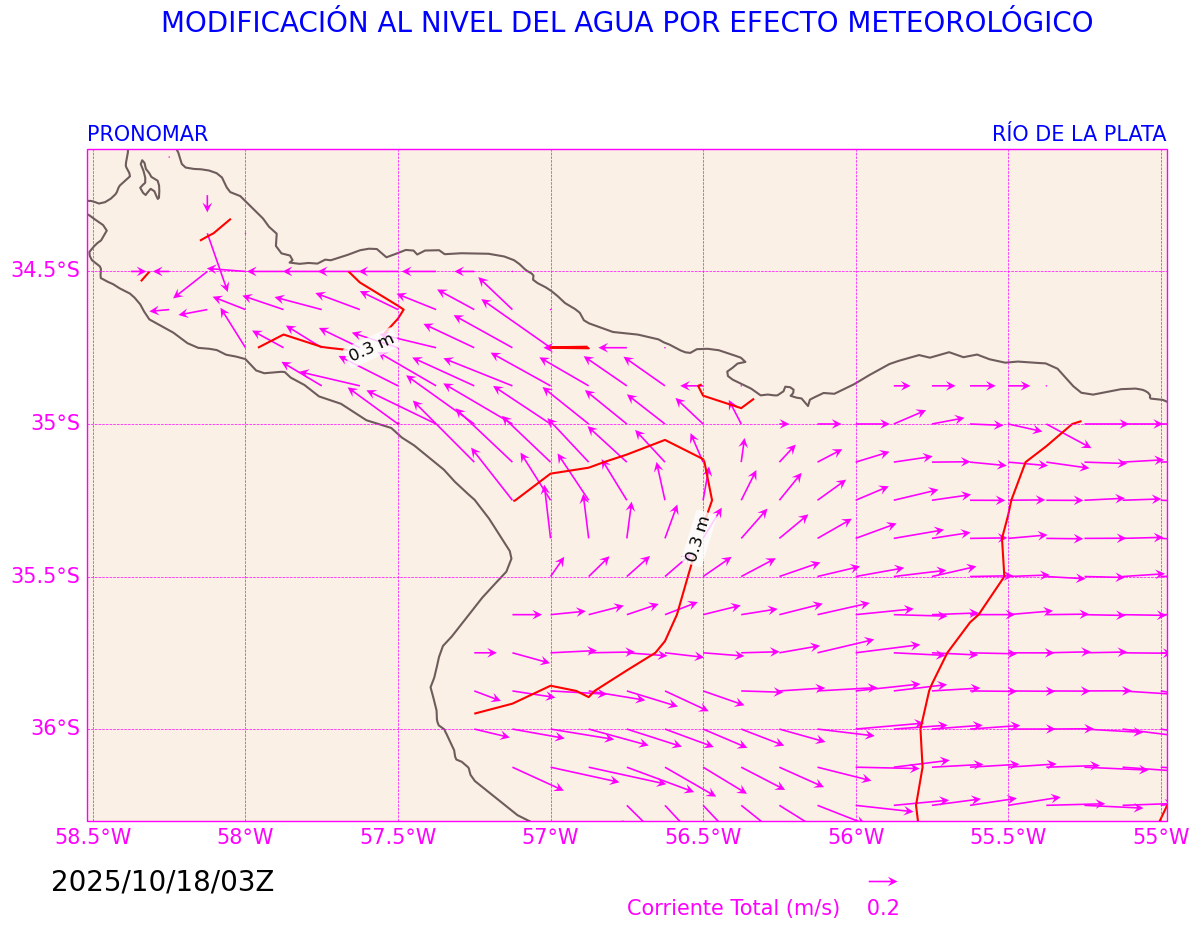 MODIFICACIÓN AL NIVEL DEL AGUA POR EFECTO METEOROLÓGICO
PRONOMAR
RÍO DE LA PLATA
34.5°S
0.3 m
35°S
0.3 m
35.5°S
36°S
58.5°W 58°W 57.5°W 57°W 56.5°W 56°W 55.5°W 55°W
2025/10/18/03Z
Corriente Total (m/s) 0.2